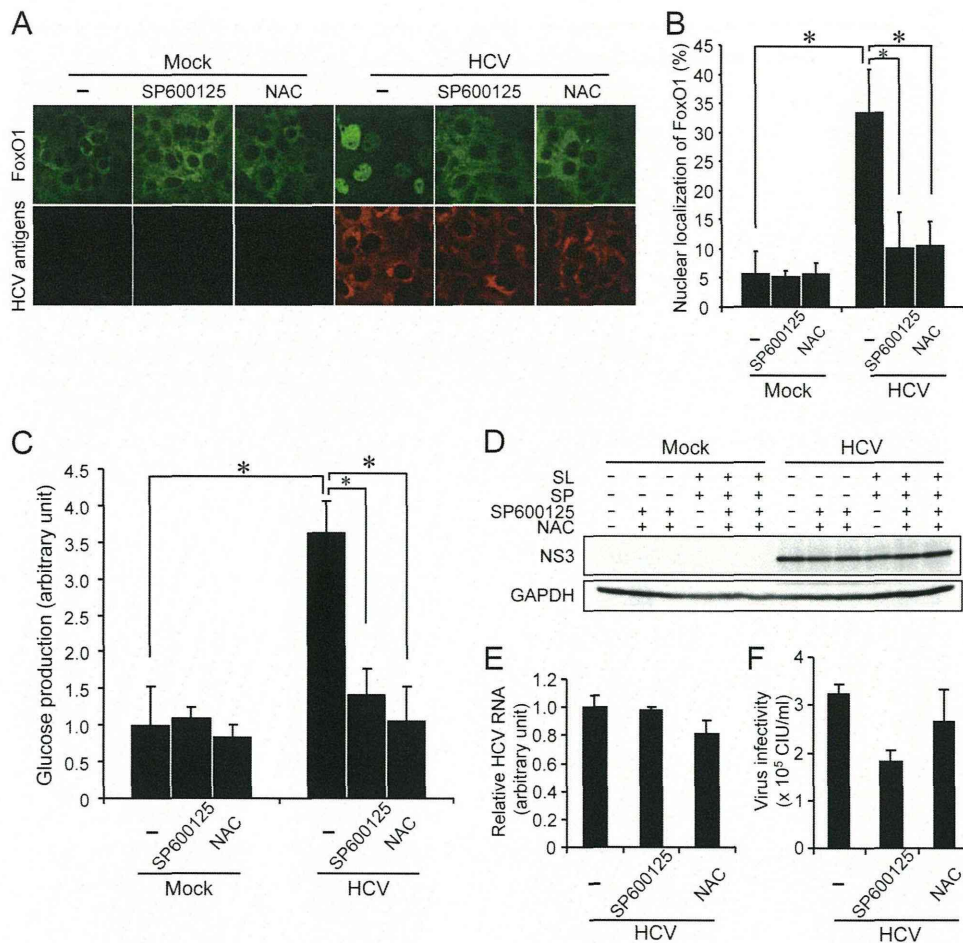 A
Mock
HCV
– SP600125 NAC – SP600125 NAC
FoxO1
HCV antigens
B
Nuclear localization of FoxO1 (%)
45
40
35
30
25
20
15
10
5
0
* * *
– SP600125 NAC – SP600125 NAC
Mock HCV
C
Glucose production (arbitrary unit)
4.5
4.0
3.5
3.0
2.5
2.0
1.5
1.0
0.5
0
* * *
– SP600125 NAC – SP600125 NAC
Mock HCV
D
Mock HCV
SL – – – + + + – – – + + +
SP – – – + + + – – – + + +
SP600125 – + + – + + – + + – + +
NAC – + + – + + – + + – + +
NS3
GAPDH
E
Relative HCV RNA
(arbitrary unit)
1.2
1.0
0.8
0.6
0.4
0.2
0
– SP600125 NAC
HCV
F
Virus infectivity
(x 10⁵ CIU/ml)
4
3
2
1
0
– SP600125 NAC
HCV